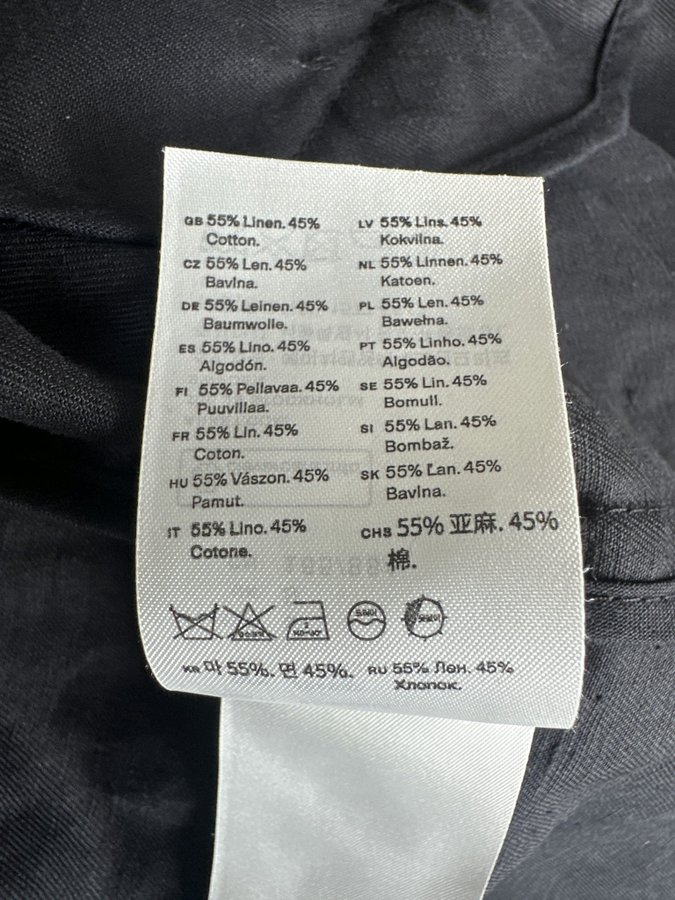 GB 55% Linen. 45%
Cotton.
CZ 55% Len. 45%
Bavlna.
DE 55% Leinen. 45%
Baumwolle.
ES 55% Lino. 45%
Algodón.
FI 55% Pellavaa. 45%
Puuvillaa.
FR 55% Lin. 45%
Coton.
HU 55% Vászon. 45%
Pamut.
IT 55% Lino. 45%
Cotone.
LV 55% Lins. 45%
Kokvilna.
NL 55% Linnen. 45%
Katoen.
PL 55% Len. 45%
Bawełna.
PT 55% Linho. 45%
Algodão.
SE 55% Lin. 45%
Bomull.
SI 55% Lan. 45%
Bombaž.
SK 55% Ľan. 45%
Bavlna.
CHS 55% 亚麻. 45%
棉.
KR 마 55%. 면 45%.
RU 55% Лен. 45%
Хлопок.